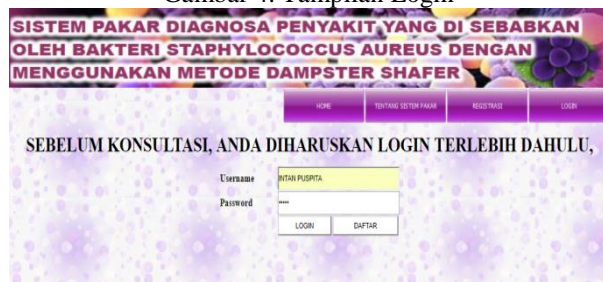 Gambar 4. Tampilan Login
SISTEM PAKAR DIAGNOSA PENYAKIT YANG DI SEBABKAN
OLEH BAKTERI STAPHYLOCOCCUS AUREUS DENGAN
MENGGUNAKAN METODE DAMPSTER SHAFER
HOME TENTANG SISTEM PAKAR REGISTRASI LOGIN
SEBELUM KONSULTASI, ANDA DIHARUSKAN LOGIN TERLEBIH DAHULU,
Username INTAN PUSPITA
Password •••••
LOGIN DAFTAR